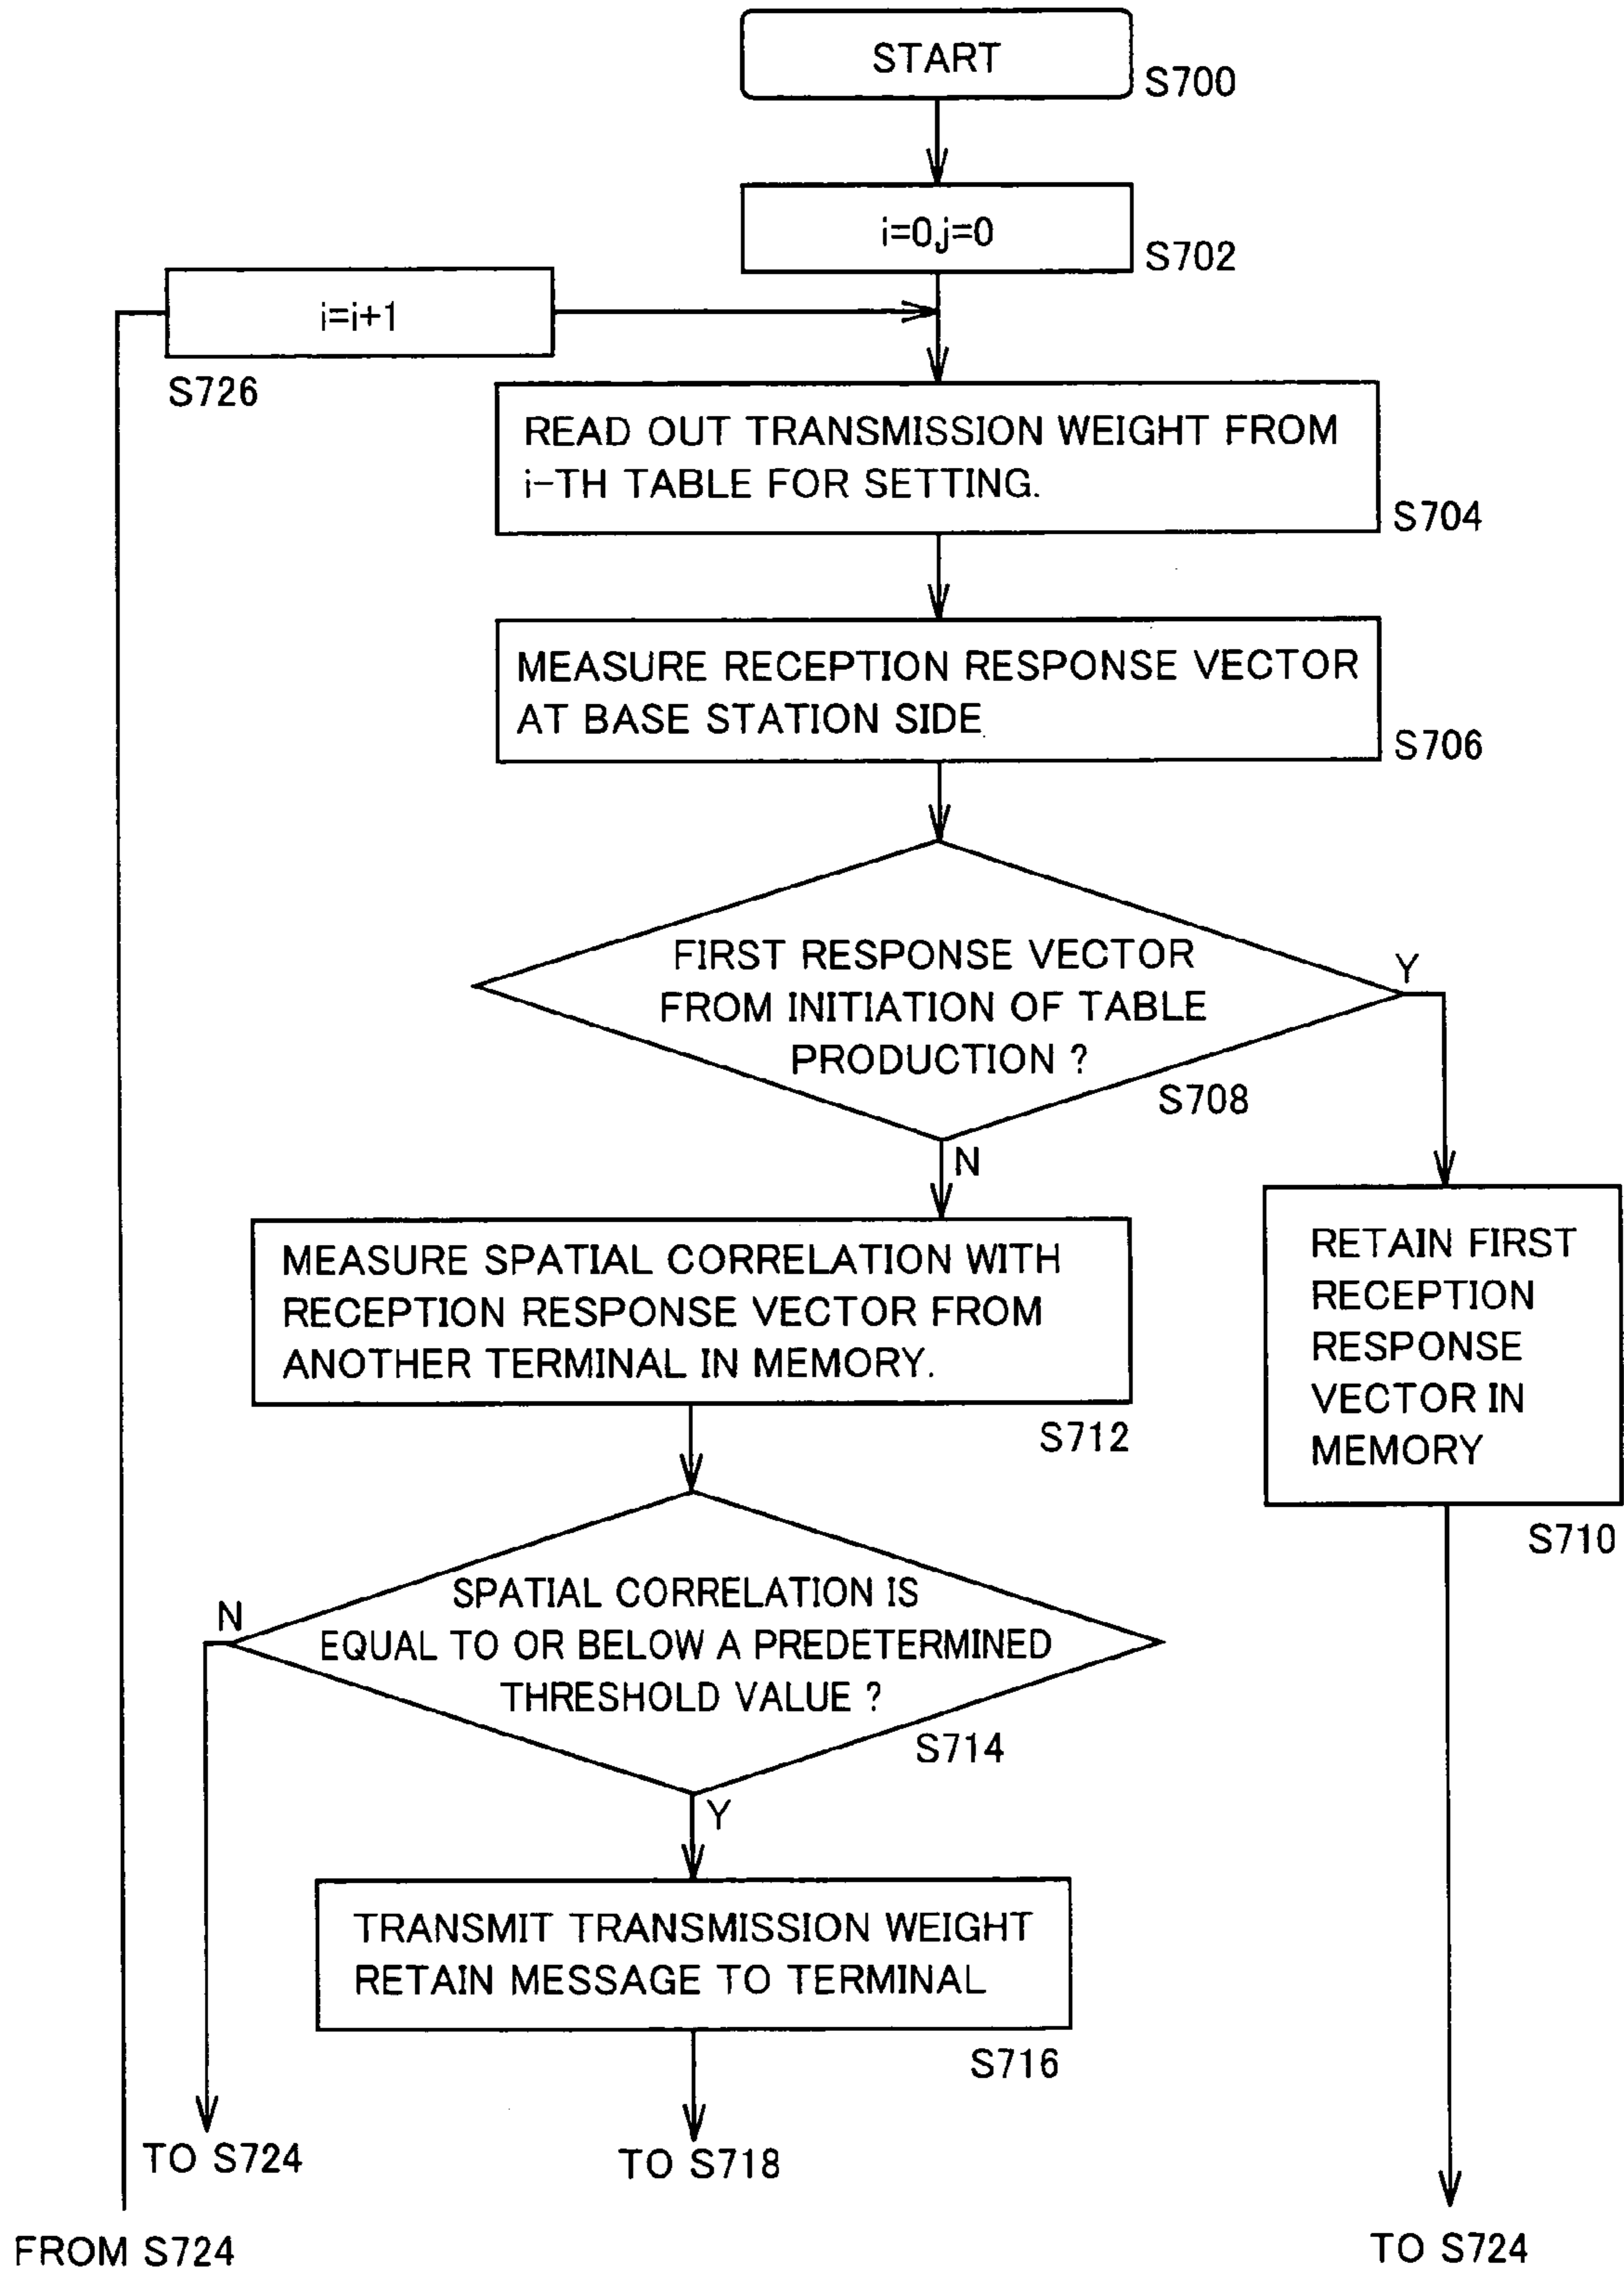 START
S700
i=0,j=0
S702
i=i+1
S726
READ OUT TRANSMISSION WEIGHT FROM
i-TH TABLE FOR SETTING.
S704
MEASURE RECEPTION RESPONSE VECTOR
AT BASE STATION SIDE
S706
FIRST RESPONSE VECTOR
FROM INITIATION OF TABLE
PRODUCTION ?
Y
S708
N
MEASURE SPATIAL CORRELATION WITH
RECEPTION RESPONSE VECTOR FROM
ANOTHER TERMINAL IN MEMORY.
S712
RETAIN FIRST
RECEPTION
RESPONSE
VECTOR IN
MEMORY
S710
SPATIAL CORRELATION IS
EQUAL TO OR BELOW A PREDETERMINED
THRESHOLD VALUE ?
N
S714
Y
TRANSMIT TRANSMISSION WEIGHT
RETAIN MESSAGE TO TERMINAL
S716
TO S724
TO S718
FROM S724
TO S724